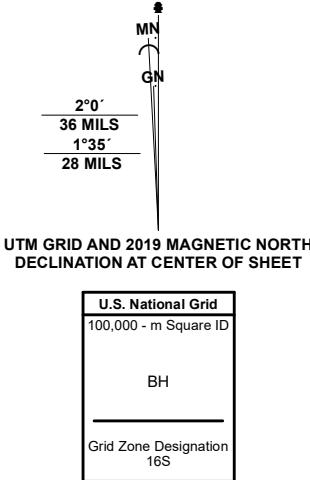 MN
GN
2°0´
36 MILS
1°35´
28 MILS
UTM GRID AND 2019 MAGNETIC NORTH
DECLINATION AT CENTER OF SHEET
U.S. National Grid
100,000 - m Square ID
BH
Grid Zone Designation
16S